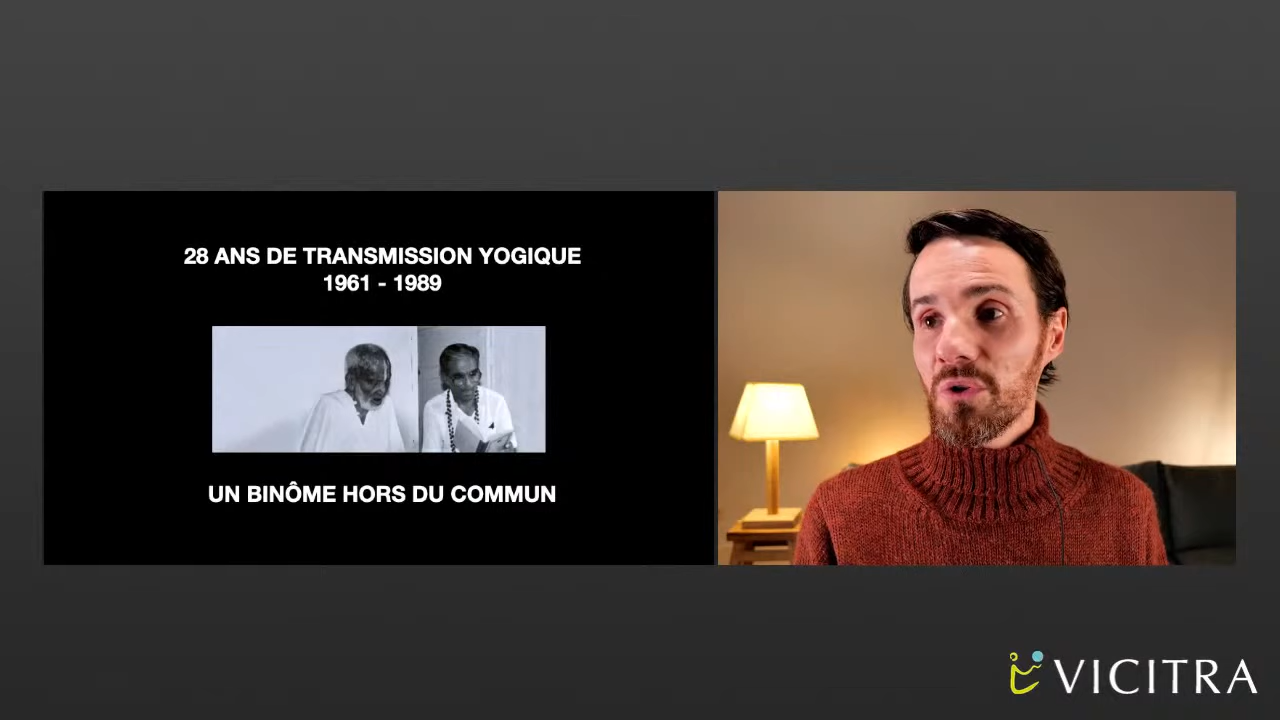 28 ANS DE TRANSMISSION YOGIQUE
1961 - 1989
UN BINÔME HORS DU COMMUN
VICITRA